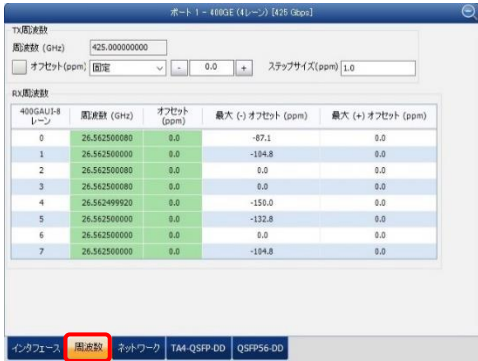 ポート 1 - 400GE (4レーン) [425 Gbps]
TX周波数
周波数 (GHz) 425.000000000
オフセット(ppm) 固定 - 0.0 + ステップサイズ(ppm) 1.0
RX周波数
400GAUI-8 レーン 周波数 (GHz) オフセット (ppm) 最大 (-) オフセット (ppm) 最大 (+) オフセット (ppm)
0 26.562500080 0.0 -87.1 0.0
1 26.562500000 0.0 -104.8 0.0
2 26.562500080 0.0 0.0 0.0
3 26.562500080 0.0 0.0 0.0
4 26.562499920 0.0 -150.0 0.0
5 26.562500000 0.0 -132.8 0.0
6 26.562500000 0.0 0.0 0.0
7 26.562500000 0.0 -104.8 0.0
インタフェース 周波数 ネットワーク TA4-QSFP-DD QSFP56-DD